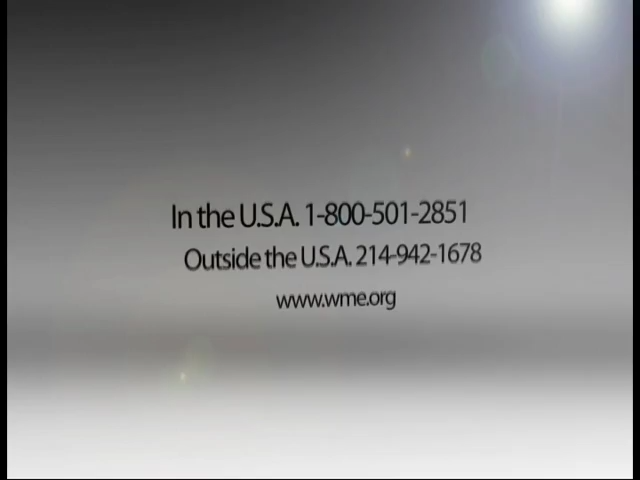 In the U.S.A. 1-800-501-2851
Outside the U.S.A. 214-942-1678
www.wme.org